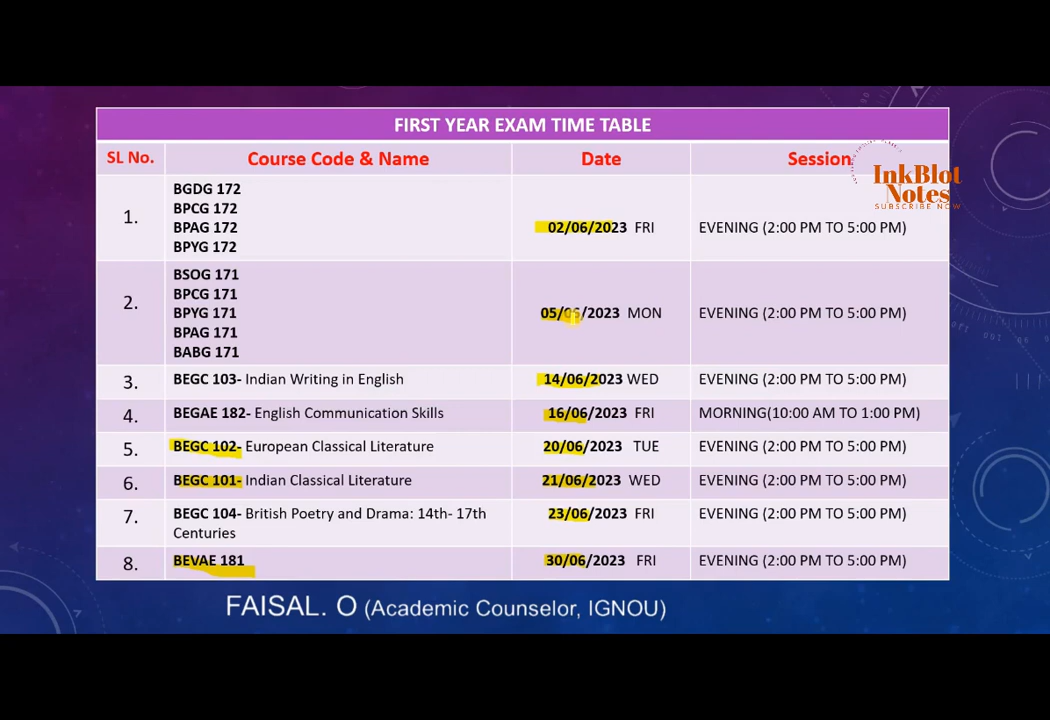 FIRST YEAR EXAM TIME TABLE
SL No. Course Code & Name Date Session
InkBlot
Notes
SUBSCRIBE NOW
1.
BGDG 172
BPCG 172
BPAG 172
BPYG 172
02/06/2023 FRI EVENING (2:00 PM TO 5:00 PM)
2.
BSOG 171
BPCG 171
BPYG 171
BPAG 171
BABG 171
05/06/2023 MON EVENING (2:00 PM TO 5:00 PM)
3. BEGC 103- Indian Writing in English 14/06/2023 WED EVENING (2:00 PM TO 5:00 PM)
4. BEGAE 182- English Communication Skills 16/06/2023 FRI MORNING(10:00 AM TO 1:00 PM)
5. BEGC 102- European Classical Literature 20/06/2023 TUE EVENING (2:00 PM TO 5:00 PM)
6. BEGC 101- Indian Classical Literature 21/06/2023 WED EVENING (2:00 PM TO 5:00 PM)
7. BEGC 104- British Poetry and Drama: 14th- 17th
Centuries 23/06/2023 FRI EVENING (2:00 PM TO 5:00 PM)
8. BEVAE 181 30/06/2023 FRI EVENING (2:00 PM TO 5:00 PM)
FAISAL. O (Academic Counselor, IGNOU)